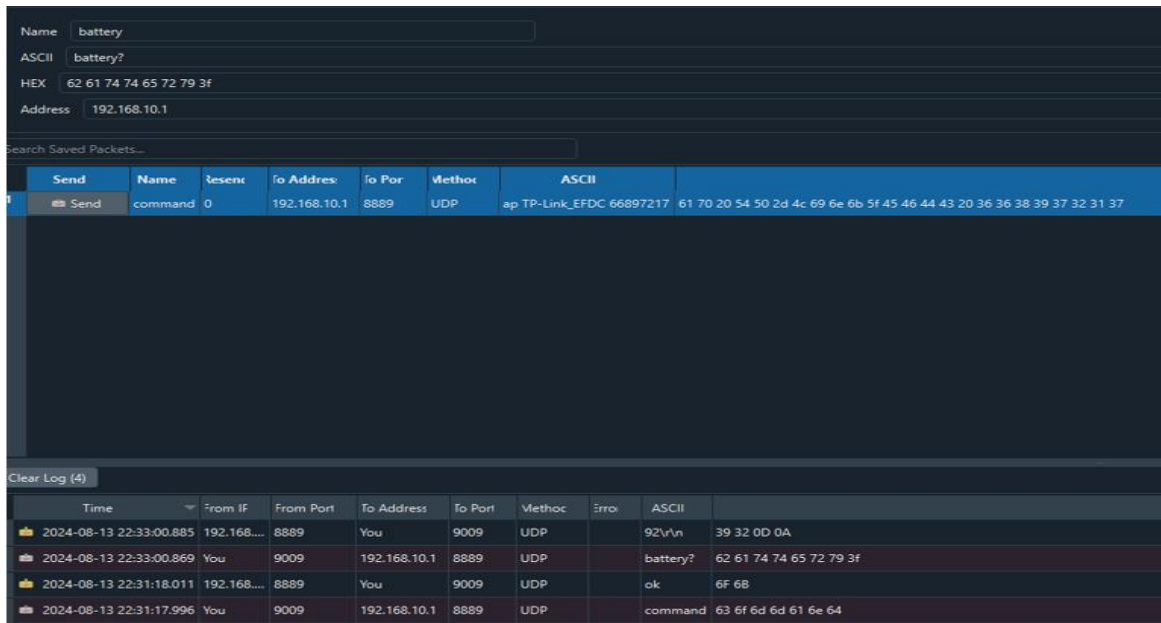 Name battery
ASCII battery?
HEX 62 61 74 74 65 72 79 3f
Address 192.168.10.1
Search Saved Packets...
Send Name Resend To Address To Port Method ASCII
1 Send command 0 192.168.10.1 8889 UDP ap TP-Link_EFDC 66897217 61 70 20 54 50 2d 4c 69 6e 6b 5f 45 46 44 43 20 36 36 38 39 37 32 31 37
Clear Log (4)
Time From IP From Port To Address To Port Method Error ASCII
2024-08-13 22:33:00.885 192.168.... 8889 You 9009 UDP 92\r\n 39 32 0D 0A
2024-08-13 22:33:00.869 You 9009 192.168.10.1 8889 UDP battery? 62 61 74 74 65 72 79 3f
2024-08-13 22:31:18.011 192.168.... 8889 You 9009 UDP ok 6F 6B
2024-08-13 22:31:17.996 You 9009 192.168.10.1 8889 UDP command 63 6f 6d 6d 61 6e 64